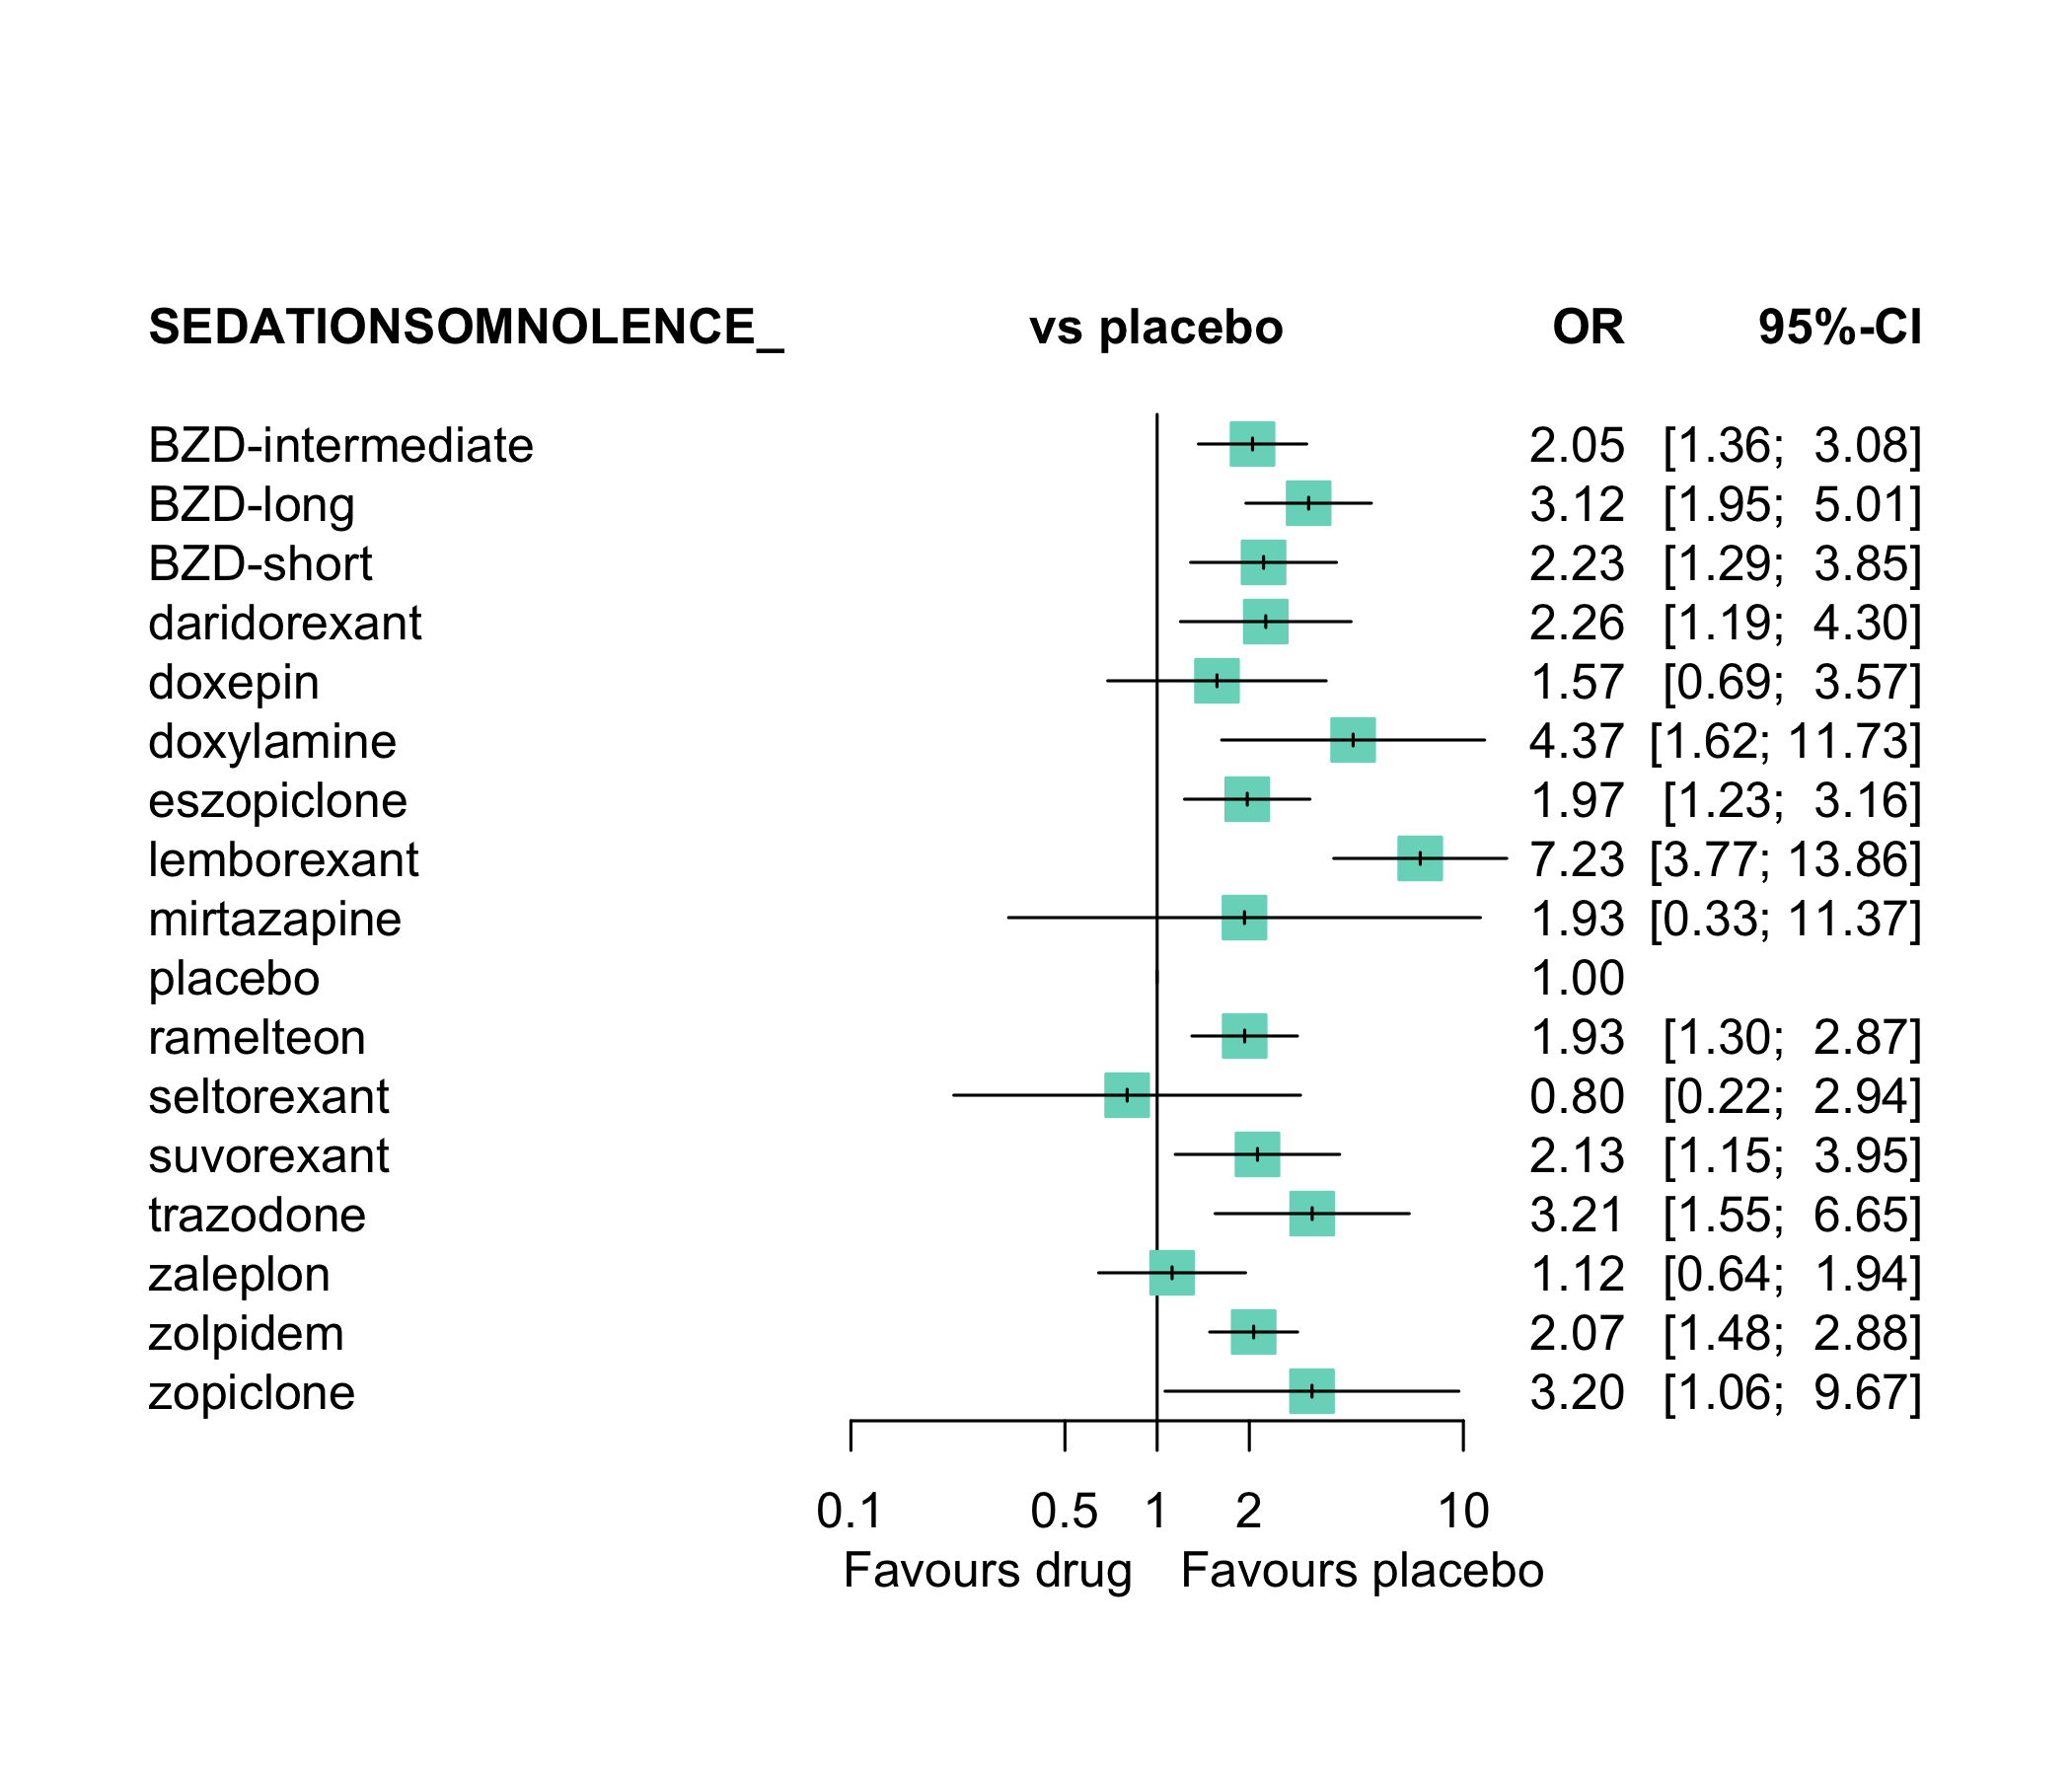 SEDATIONSOMNOLENCE_ vs placebo OR 95%-CI
BZD-intermediate 2.05 [1.36; 3.08]
BZD-long 3.12 [1.95; 5.01]
BZD-short 2.23 [1.29; 3.85]
daridorexant 2.26 [1.19; 4.30]
doxepin 1.57 [0.69; 3.57]
doxylamine 4.37 [1.62; 11.73]
eszopiclone 1.97 [1.23; 3.16]
lemborexant 7.23 [3.77; 13.86]
mirtazapine 1.93 [0.33; 11.37]
placebo 1.00
ramelteon 1.93 [1.30; 2.87]
seltorexant 0.80 [0.22; 2.94]
suvorexant 2.13 [1.15; 3.95]
trazodone 3.21 [1.55; 6.65]
zaleplon 1.12 [0.64; 1.94]
zolpidem 2.07 [1.48; 2.88]
zopiclone 3.20 [1.06; 9.67]
0.1 0.5 1 2 10
Favours drug Favours placebo